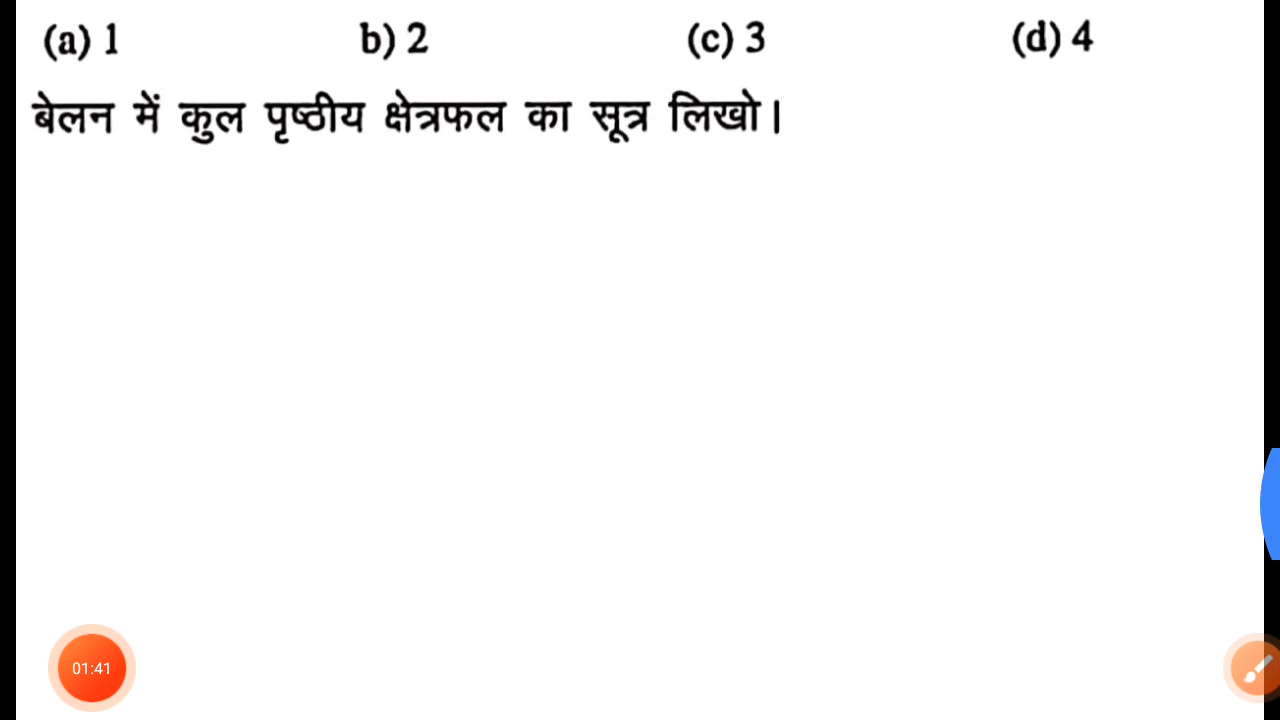 (a) 1 b) 2 (c) 3 (d) 4
बेलन में कुल पृष्ठीय क्षेत्रफल का सूत्र लिखो।
01:41